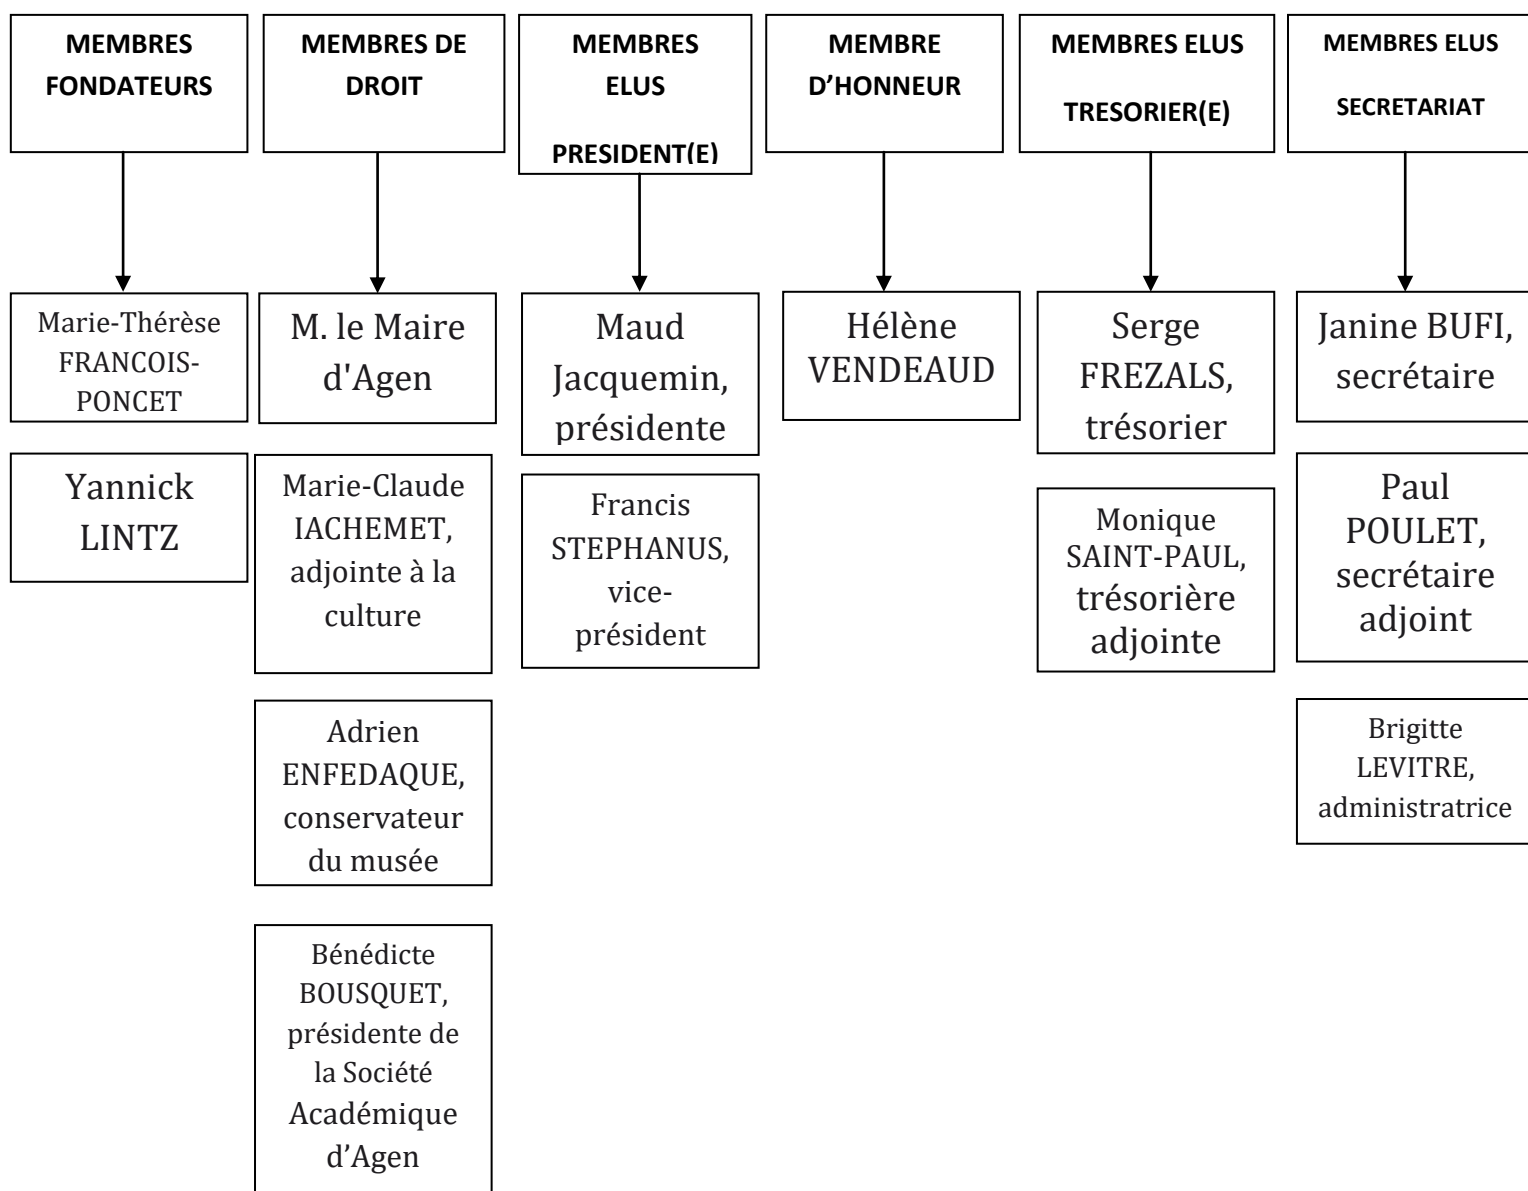 MEMBRES
FONDATEURS
MEMBRES DE
DROIT
MEMBRES
ELUS
PRESIDENT(E)
MEMBRE
D’HONNEUR
MEMBRES ELUS
TRESORIER(E)
MEMBRES ELUS
SECRETARIAT
Marie-Thérèse
FRANCOIS-
PONCET
Yannick
LINTZ
M. le Maire
d'Agen
Marie-Claude
IACHEMET,
adjointe à la
culture
Adrien
ENFEDAQUE,
conservateur
du musée
Bénédicte
BOUSQUET,
présidente de
la Société
Académique
d’Agen
Maud
Jacquemin,
présidente
Francis
STEPHANUS,
vice-
président
Hélène
VENDEAUD
Serge
FREZALS,
trésorier
Monique
SAINT-PAUL,
trésorière
adjointe
Janine BUFI,
secrétaire
Paul
POULET,
secrétaire
adjoint
Brigitte
LEVITRE,
administratrice